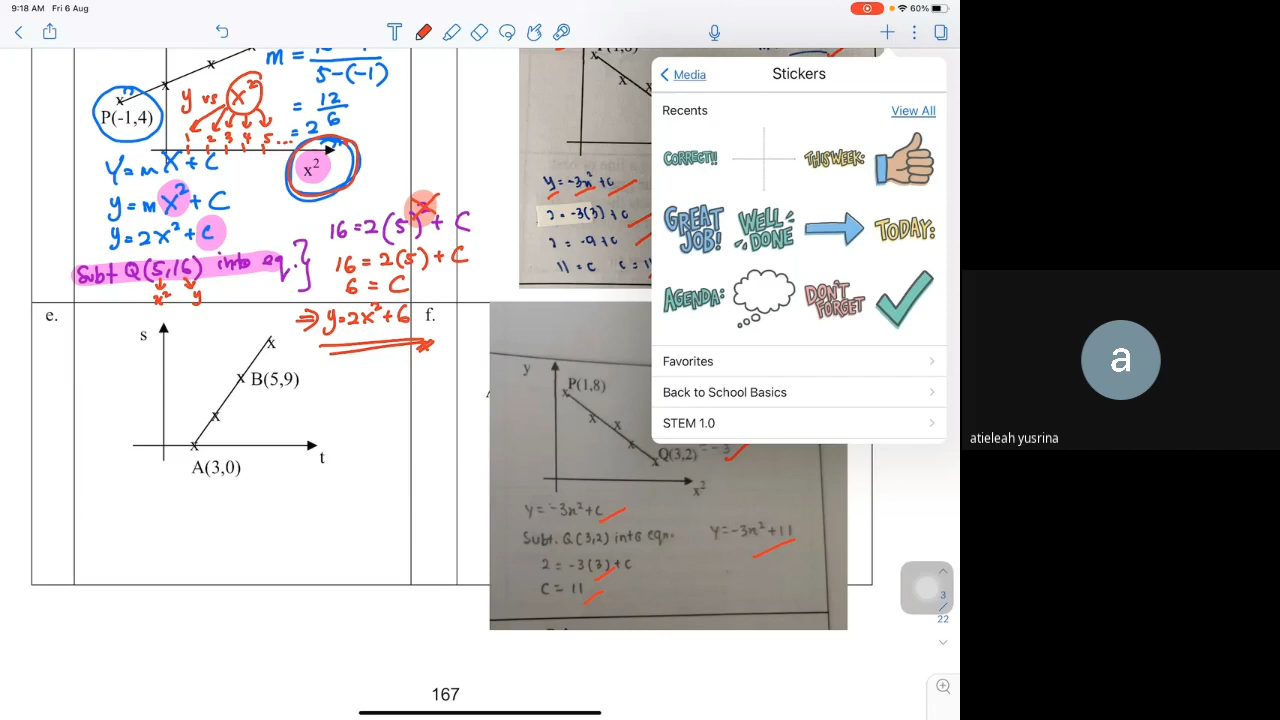 9:18 AM Fri 6 Aug
60%
T
P(-1,4)
y vs x²
1 2 3 4 5 ...
m =
5-(-1)
= 12/6
= 2
x²
Y = mX + C
y = mx² + C
y = 2x² + C
Subt Q(5,16) into eq.
x² y
16 = 2(5)² + C
16 = 2(5) + C
6 = C
⇒ y = 2x² + 6
y = -3x² + c
2 = -3(3) + c
2 = -9 + c
11 = c
Media
Stickers
Recents
View All
CORRECT!!
THIS WEEK:
GREAT JOB!
WELL DONE
TODAY:
AGENDA:
DON'T FORGET
Favorites
Back to School Basics
STEM 1.0
e.
s
B(5,9)
A(3,0)
t
f.
y
P(1,8)
Q(3,2)
= -3
x²
y = -3x² + c
Subt. Q(3,2) into eqn.
2 = -3(3) + c
c = 11
y = -3x² + 11
3
/
22
167
a
atieleah yusrina